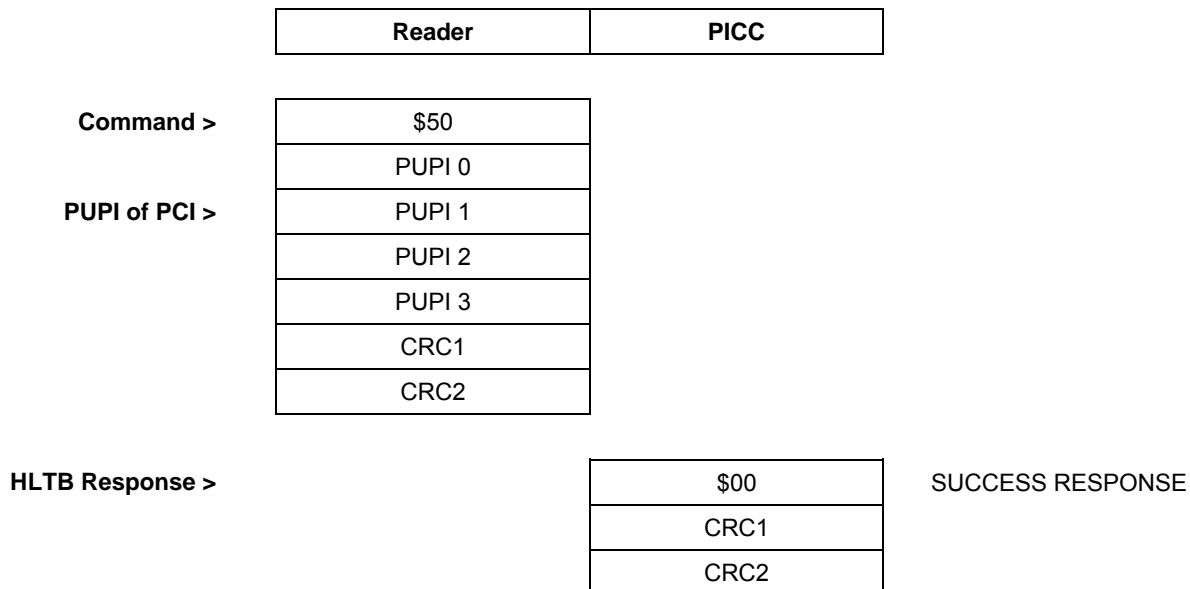 Reader PICC
Command > $50
PUPI 0
PUPI of PCI > PUPI 1
PUPI 2
PUPI 3
CRC1
CRC2
HLTB Response > $00 SUCCESS RESPONSE
CRC1
CRC2